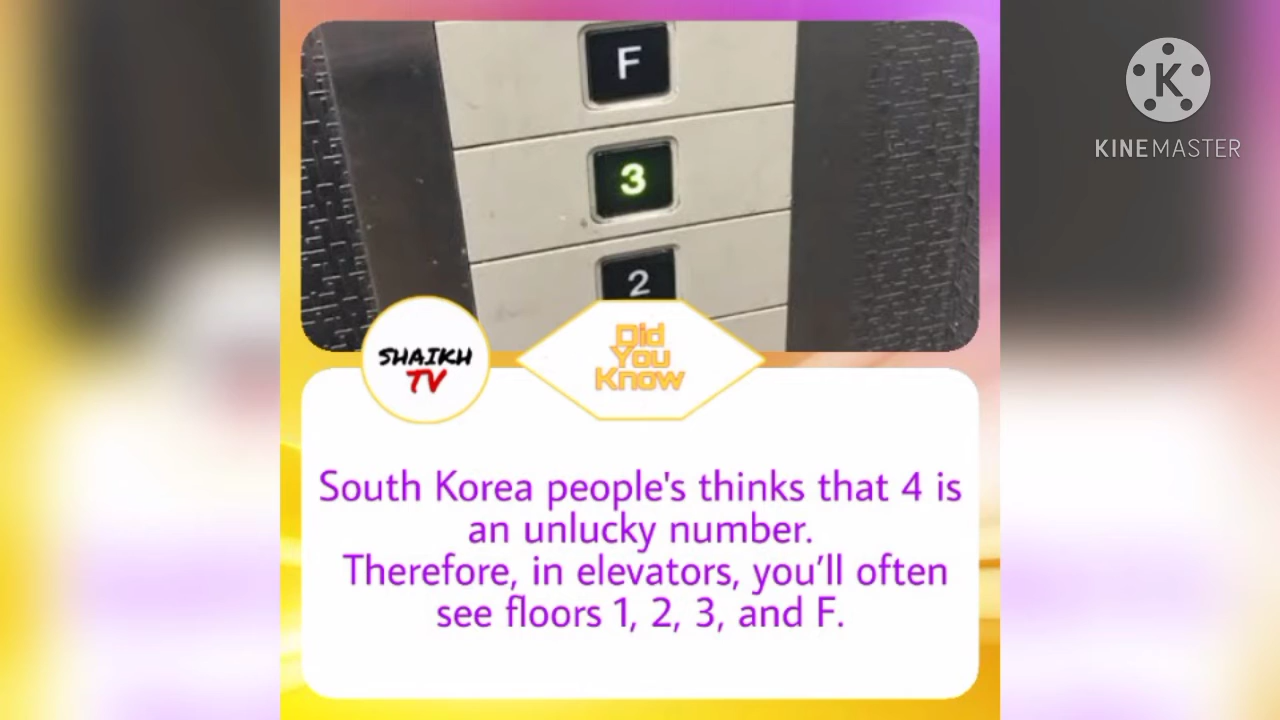 F
3
2
KINEMASTER
SHAIKH
TV
Did
You
Know
South Korea people's thinks that 4 is
an unlucky number.
Therefore, in elevators, you’ll often
see floors 1, 2, 3, and F.